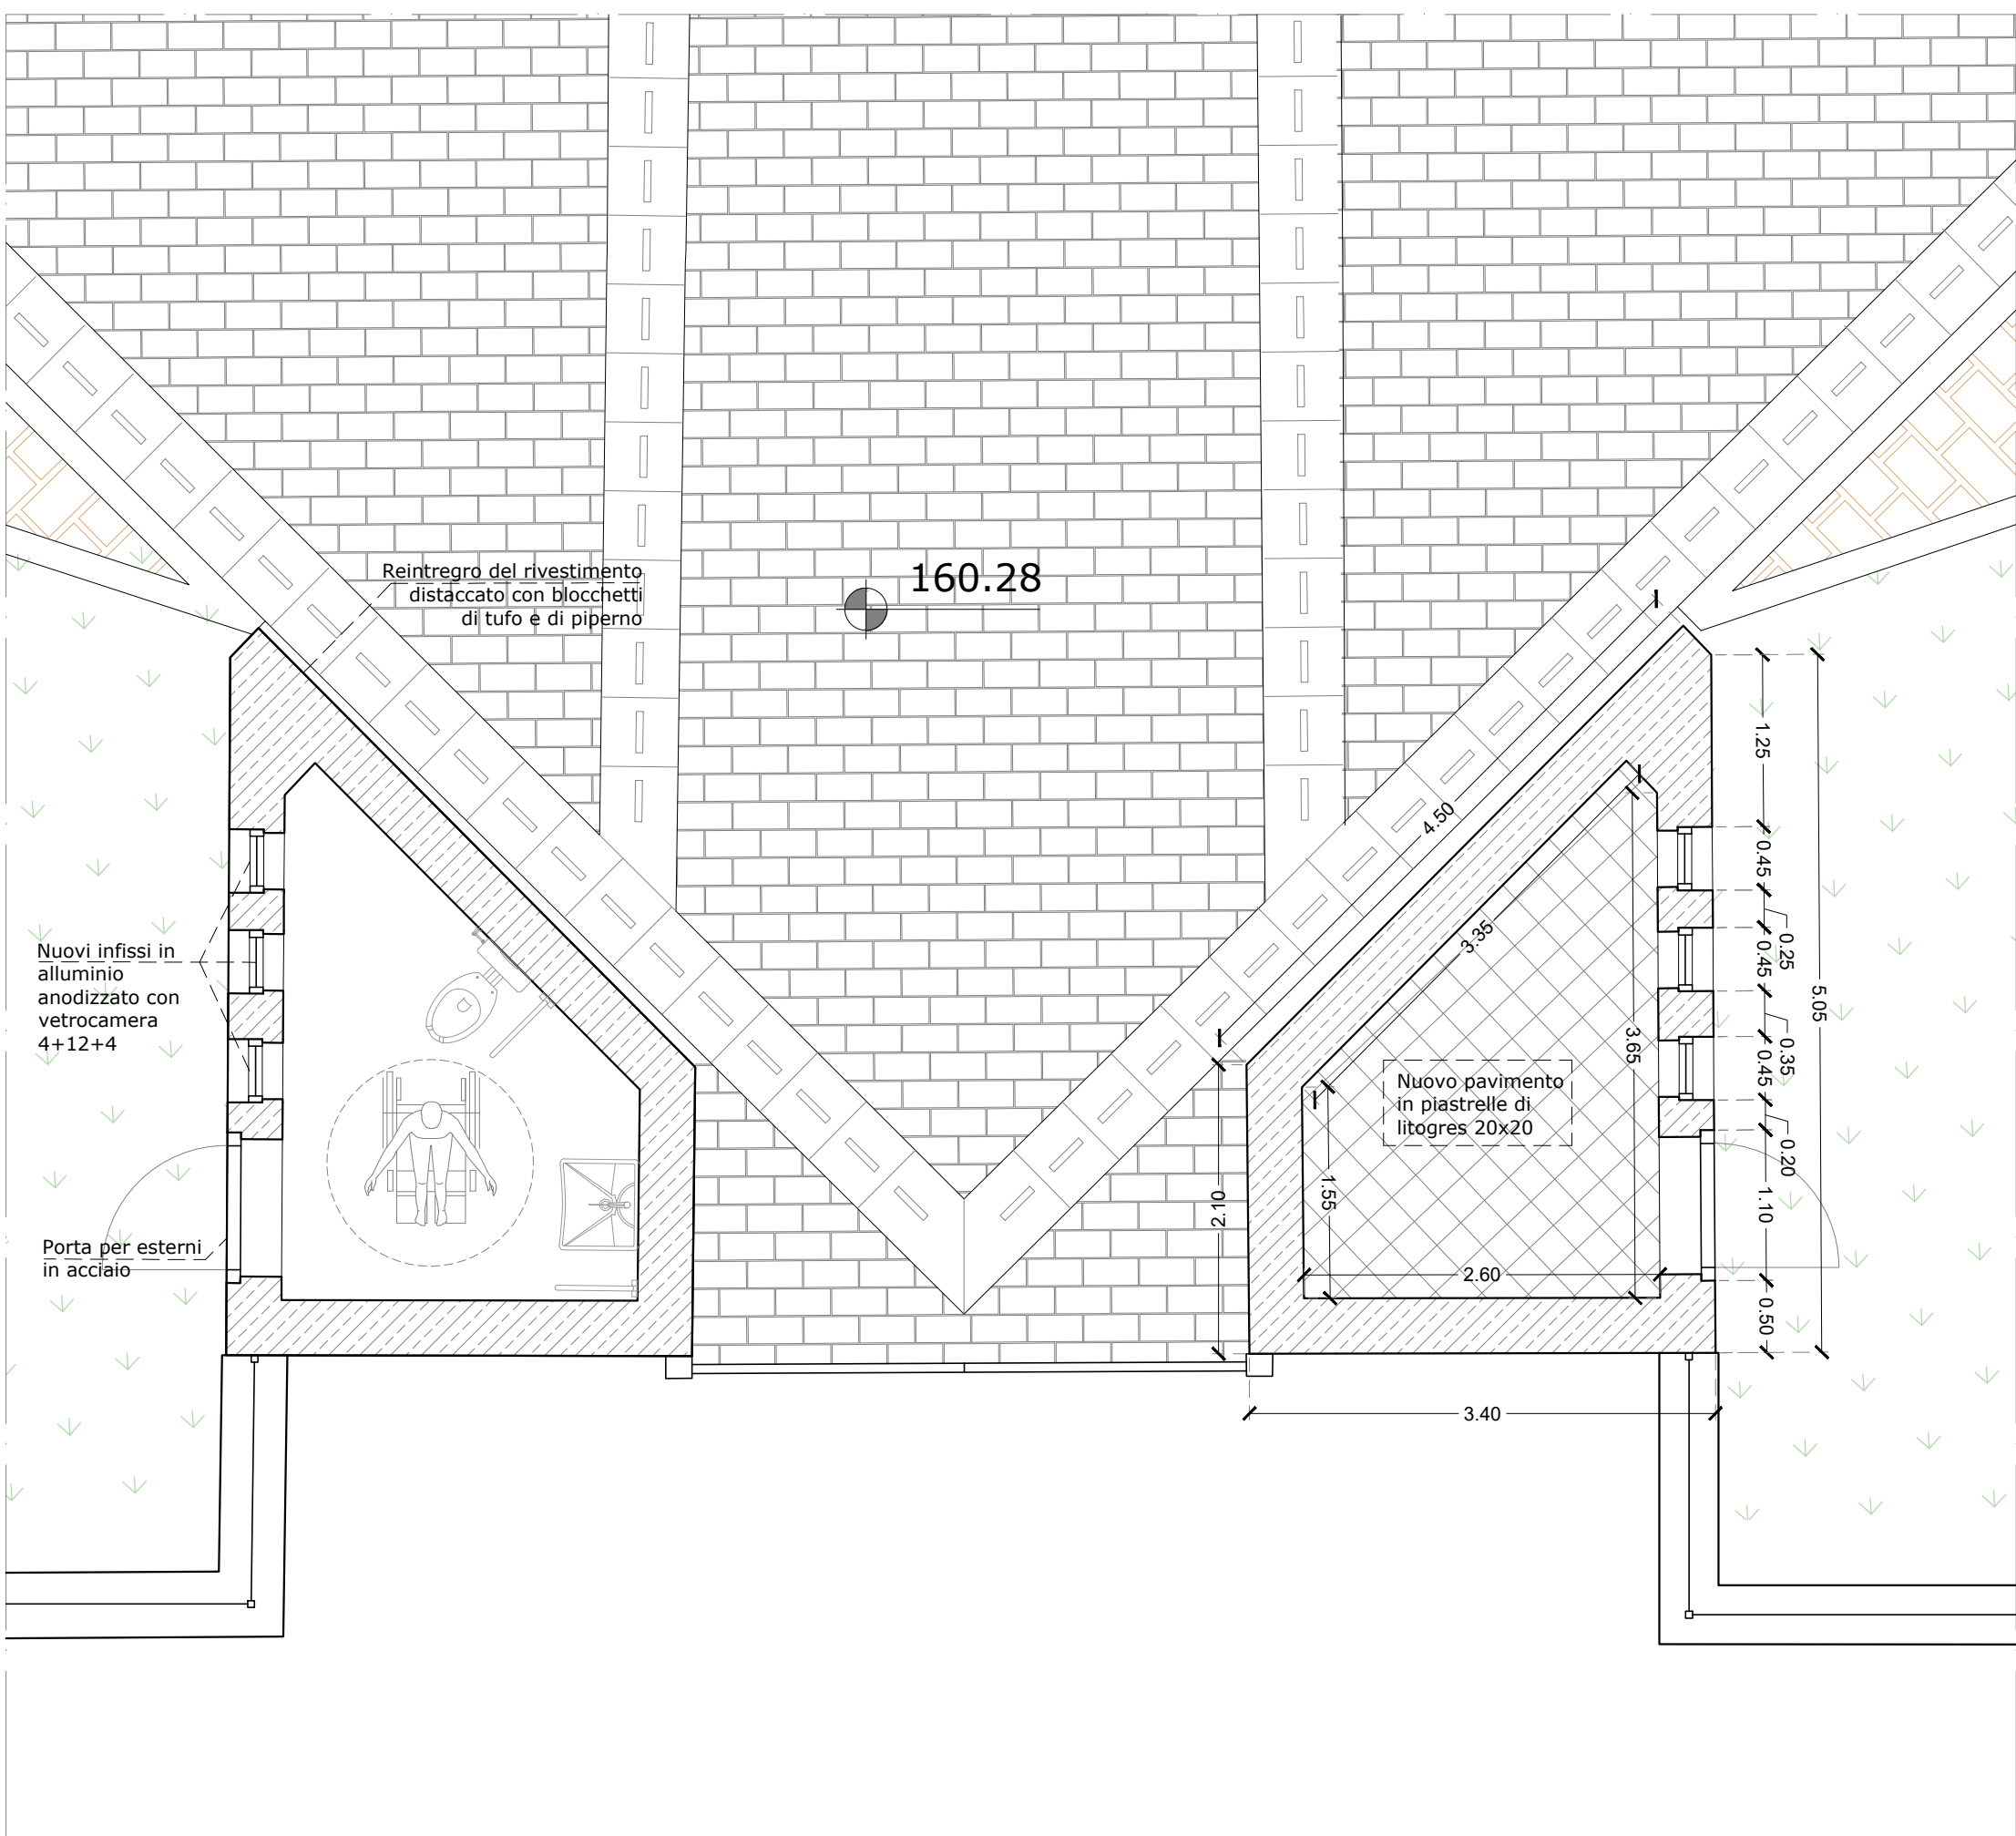 Reintregro del rivestimento
distaccato con blocchetti
di tufo e di piperno
160.28
Nuovi infissi in
alluminio
anodizzato con
vetrocamera
4+12+4
Porta per esterni
in acciaio
Nuovo pavimento
in piastrelle di
litogres 20x20
4.50
3.35
3.65
1.55
2.60
2.10
3.40
1.25
0.45
0.25
0.45
0.35
0.45
0.20
1.10
0.50
5.05